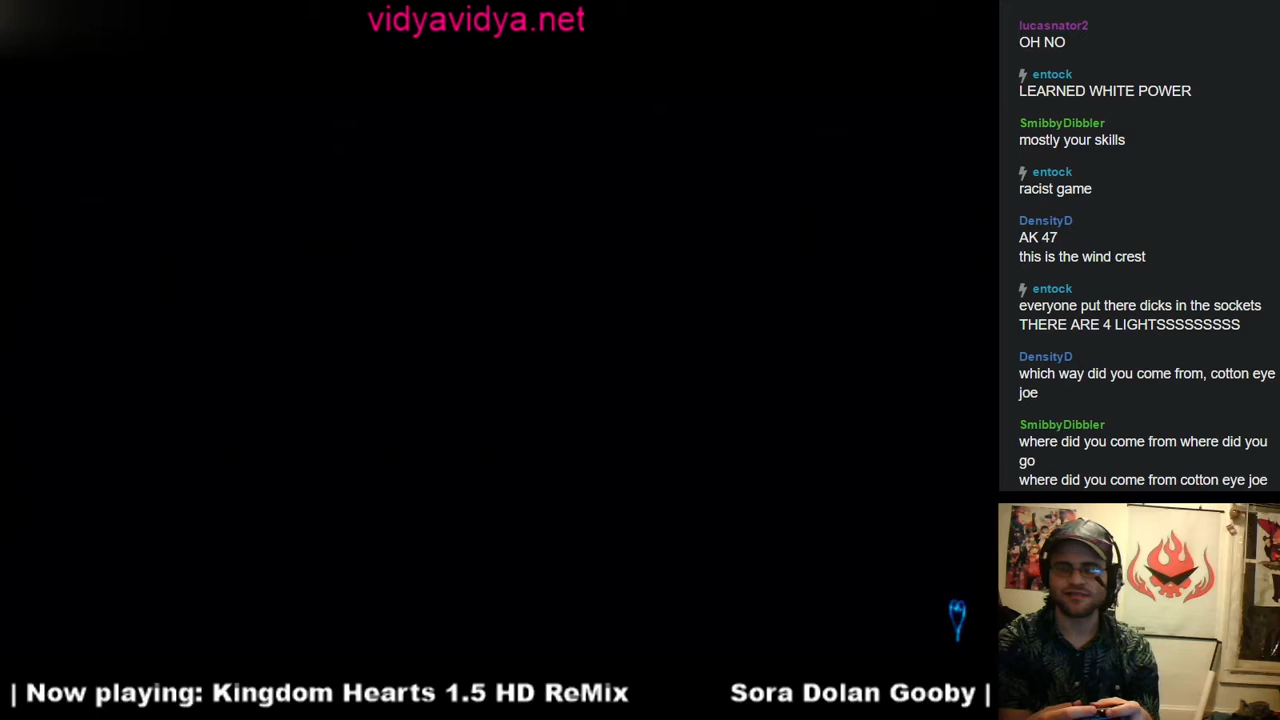 vidyavidya.net
lucasnator2
OH NO
entock
LEARNED WHITE POWER
SmibbyDibbler
mostly your skills
entock
racist game
DensityD
AK 47
this is the wind crest
entock
everyone put there dicks in the sockets
THERE ARE 4 LIGHTSSSSSSSSS
DensityD
which way did you come from, cotton eye
joe
SmibbyDibbler
where did you come from where did you
go
where did you come from cotton eye joe
| Now playing: Kingdom Hearts 1.5 HD ReMix Sora Dolan Gooby |